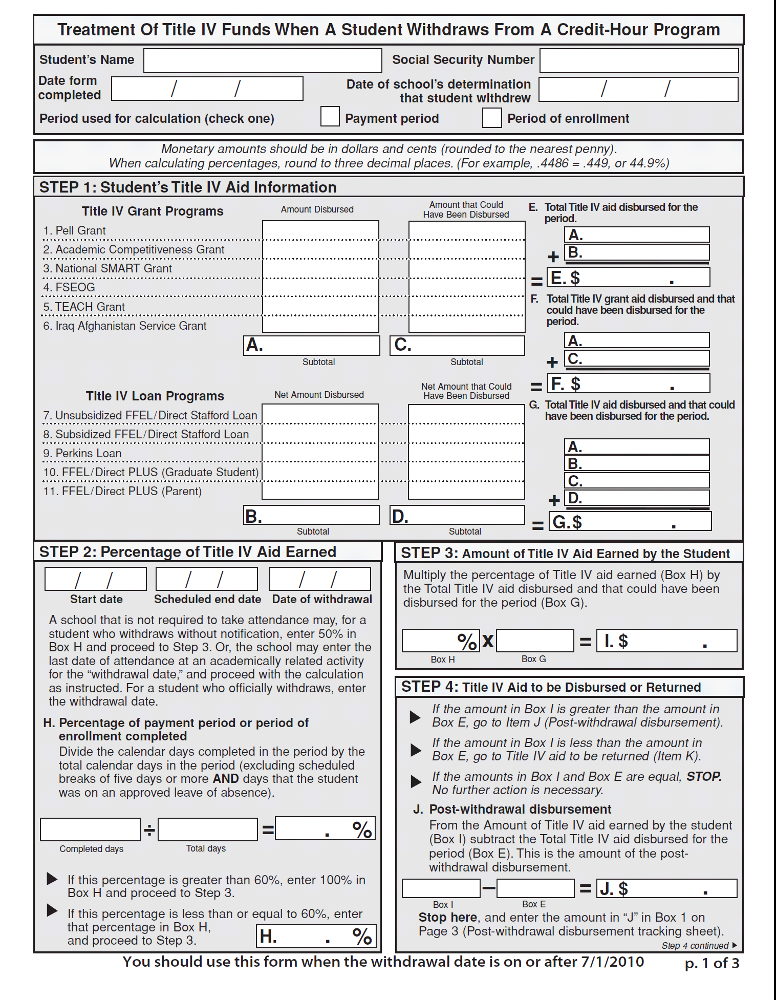 Treatment Of Title IV Funds When A Student Withdraws From A Credit-Hour Program
Student's Name
Social Security Number
Date form
completed
/ /
Date of school's determination
that student withdrew
/ /
Period used for calculation (check one)
Payment period
Period of enrollment
Monetary amounts should be in dollars and cents (rounded to the nearest penny).
When calculating percentages, round to three decimal places. (For example, .4486 = .449, or 44.9%)
STEP 1: Student's Title IV Aid Information
Title IV Grant Programs
Amount Disbursed
Amount that Could
Have Been Disbursed
1. Pell Grant
2. Academic Competitiveness Grant
3. National SMART Grant
4. FSEOG
5. TEACH Grant
6. Iraq Afghanistan Service Grant
A.
Subtotal
C.
Subtotal
Title IV Loan Programs
Net Amount Disbursed
Net Amount that Could
Have Been Disbursed
7. Unsubsidized FFEL/Direct Stafford Loan
8. Subsidized FFEL/Direct Stafford Loan
9. Perkins Loan
10. FFEL/Direct PLUS (Graduate Student)
11. FFEL/Direct PLUS (Parent)
B.
Subtotal
D.
Subtotal
E. Total Title IV aid disbursed for the
period.
A.
+ B.
= E. $ .
F. Total Title IV grant aid disbursed and that
could have been disbursed for the
period.
A.
+ C.
= F. $ .
G. Total Title IV aid disbursed and that could
have been disbursed for the period.
A.
B.
C.
+ D.
= G. $ .
STEP 2: Percentage of Title IV Aid Earned
/ / / / / /
Start date Scheduled end date Date of withdrawal
A school that is not required to take attendance may, for a
student who withdraws without notification, enter 50% in
Box H and proceed to Step 3. Or, the school may enter the
last date of attendance at an academically related activity
for the “withdrawal date,” and proceed with the calculation
as instructed. For a student who officially withdraws, enter
the withdrawal date.
H. Percentage of payment period or period of
enrollment completed
Divide the calendar days completed in the period by the
total calendar days in the period (excluding scheduled
breaks of five days or more AND days that the student
was on an approved leave of absence).
÷ = . %
Completed days Total days
▶ If this percentage is greater than 60%, enter 100% in
Box H and proceed to Step 3.
▶ If this percentage is less than or equal to 60%, enter
that percentage in Box H,
and proceed to Step 3.
H. . %
STEP 3: Amount of Title IV Aid Earned by the Student
Multiply the percentage of Title IV aid earned (Box H) by
the Total Title IV aid disbursed and that could have been
disbursed for the period (Box G).
% X = I. $ .
Box H Box G
STEP 4: Title IV Aid to be Disbursed or Returned
▶ If the amount in Box I is greater than the amount in
Box E, go to Item J (Post-withdrawal disbursement).
▶ If the amount in Box I is less than the amount in
Box E, go to Title IV aid to be returned (Item K).
▶ If the amounts in Box I and Box E are equal, STOP.
No further action is necessary.
J. Post-withdrawal disbursement
From the Amount of Title IV aid earned by the student
(Box I) subtract the Total Title IV aid disbursed for the
period (Box E). This is the amount of the post-
withdrawal disbursement.
– = J. $ .
Box I Box E
Stop here, and enter the amount in “J” in Box 1 on
Page 3 (Post-withdrawal disbursement tracking sheet).
Step 4 continued ▶
You should use this form when the withdrawal date is on or after 7/1/2010
p. 1 of 3